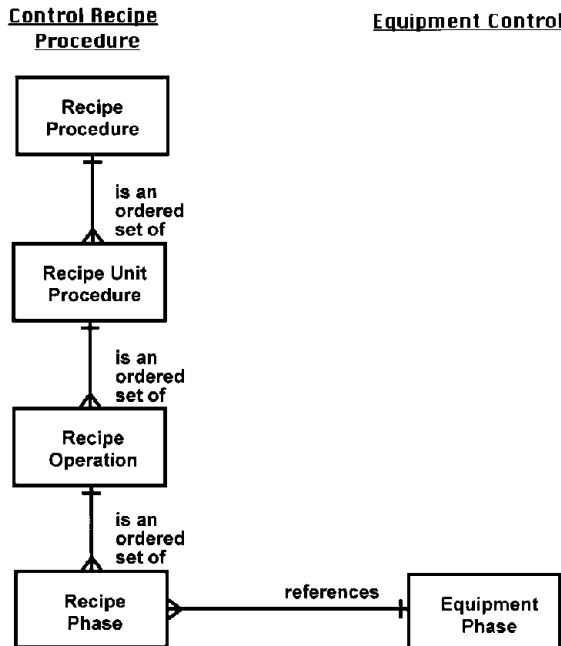 Control Recipe
Procedure
Equipment Control
Recipe
Procedure
is an
ordered
set of
Recipe Unit
Procedure
is an
ordered
set of
Recipe
Operation
is an
ordered
set of
Recipe
Phase
references
Equipment
Phase